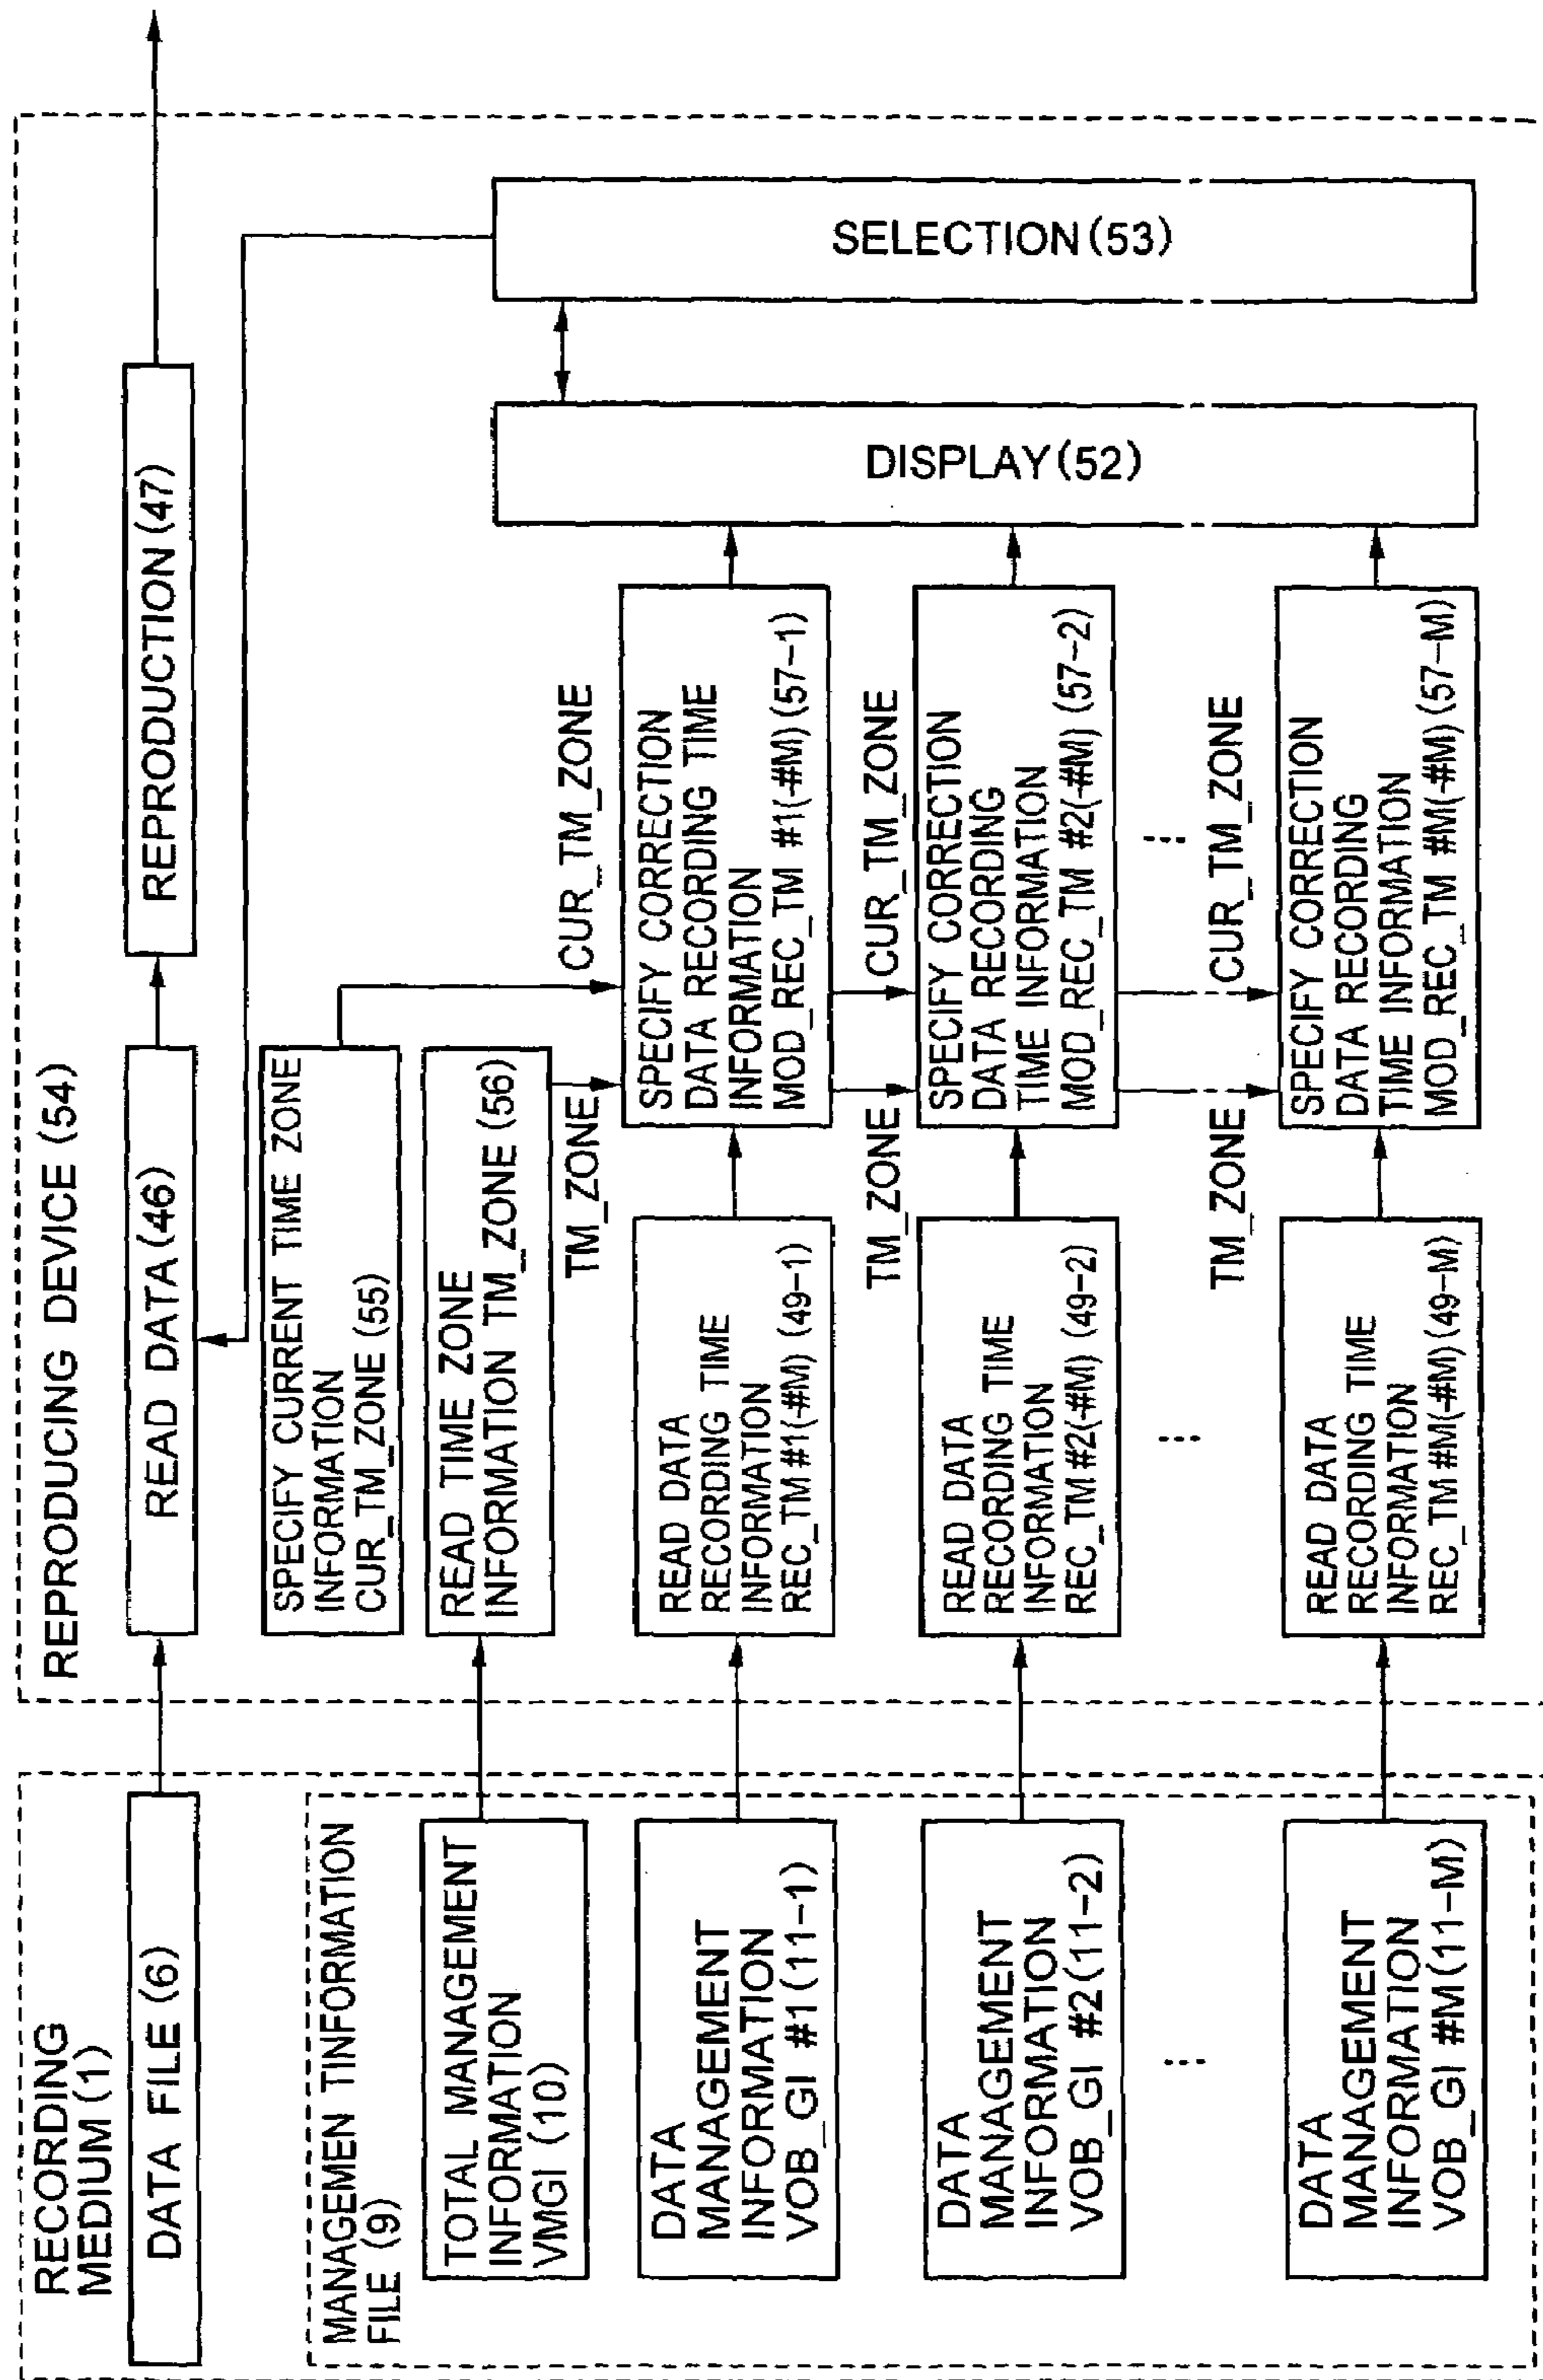 RECORDING
MEDIUM (1)
DATA FILE (6)
MANAGEMEN TINFORMATION
FILE (9)
TOTAL MANAGEMENT
INFORMATION
VMGI (10)
DATA
MANAGEMENT
INFORMATION
VOB_GI #1(11-1)
DATA
MANAGEMENT
INFORMATION
VOB_GI #2(11-2)
...
DATA
MANAGEMENT
INFORMATION
VOB_GI #M(11-M)
REPRODUCING DEVICE (54)
READ DATA (46)
REPRODUCTION (47)
SPECIFY CURRENT TIME ZONE
INFORMATION
CUR_TM_ZONE (55)
READ TIME ZONE
INFORMATION TM_ZONE (56)
TM_ZONE
CUR_TM_ZONE
READ DATA
RECORDING TIME
INFORMATION
REC_TM #1(-#M) (49-1)
SPECIFY CORRECTION
DATA RECORDING TIME
INFORMATION
MOD_REC_TM #1(-#M) (57-1)
TM_ZONE
CUR_TM_ZONE
READ DATA
RECORDING TIME
INFORMATION
REC_TM #2(-#M) (49-2)
SPECIFY CORRECTION
DATA RECORDING
TIME INFORMATION
MOD_REC_TM #2(-#M) (57-2)
...
...
TM_ZONE
CUR_TM_ZONE
READ DATA
RECORDING TIME
INFORMATION
REC_TM #M(-#M) (49-M)
SPECIFY CORRECTION
DATA RECORDING
TIME INFORMATION
MOD_REC_TM #M(-#M) (57-M)
DISPLAY (52)
SELECTION (53)